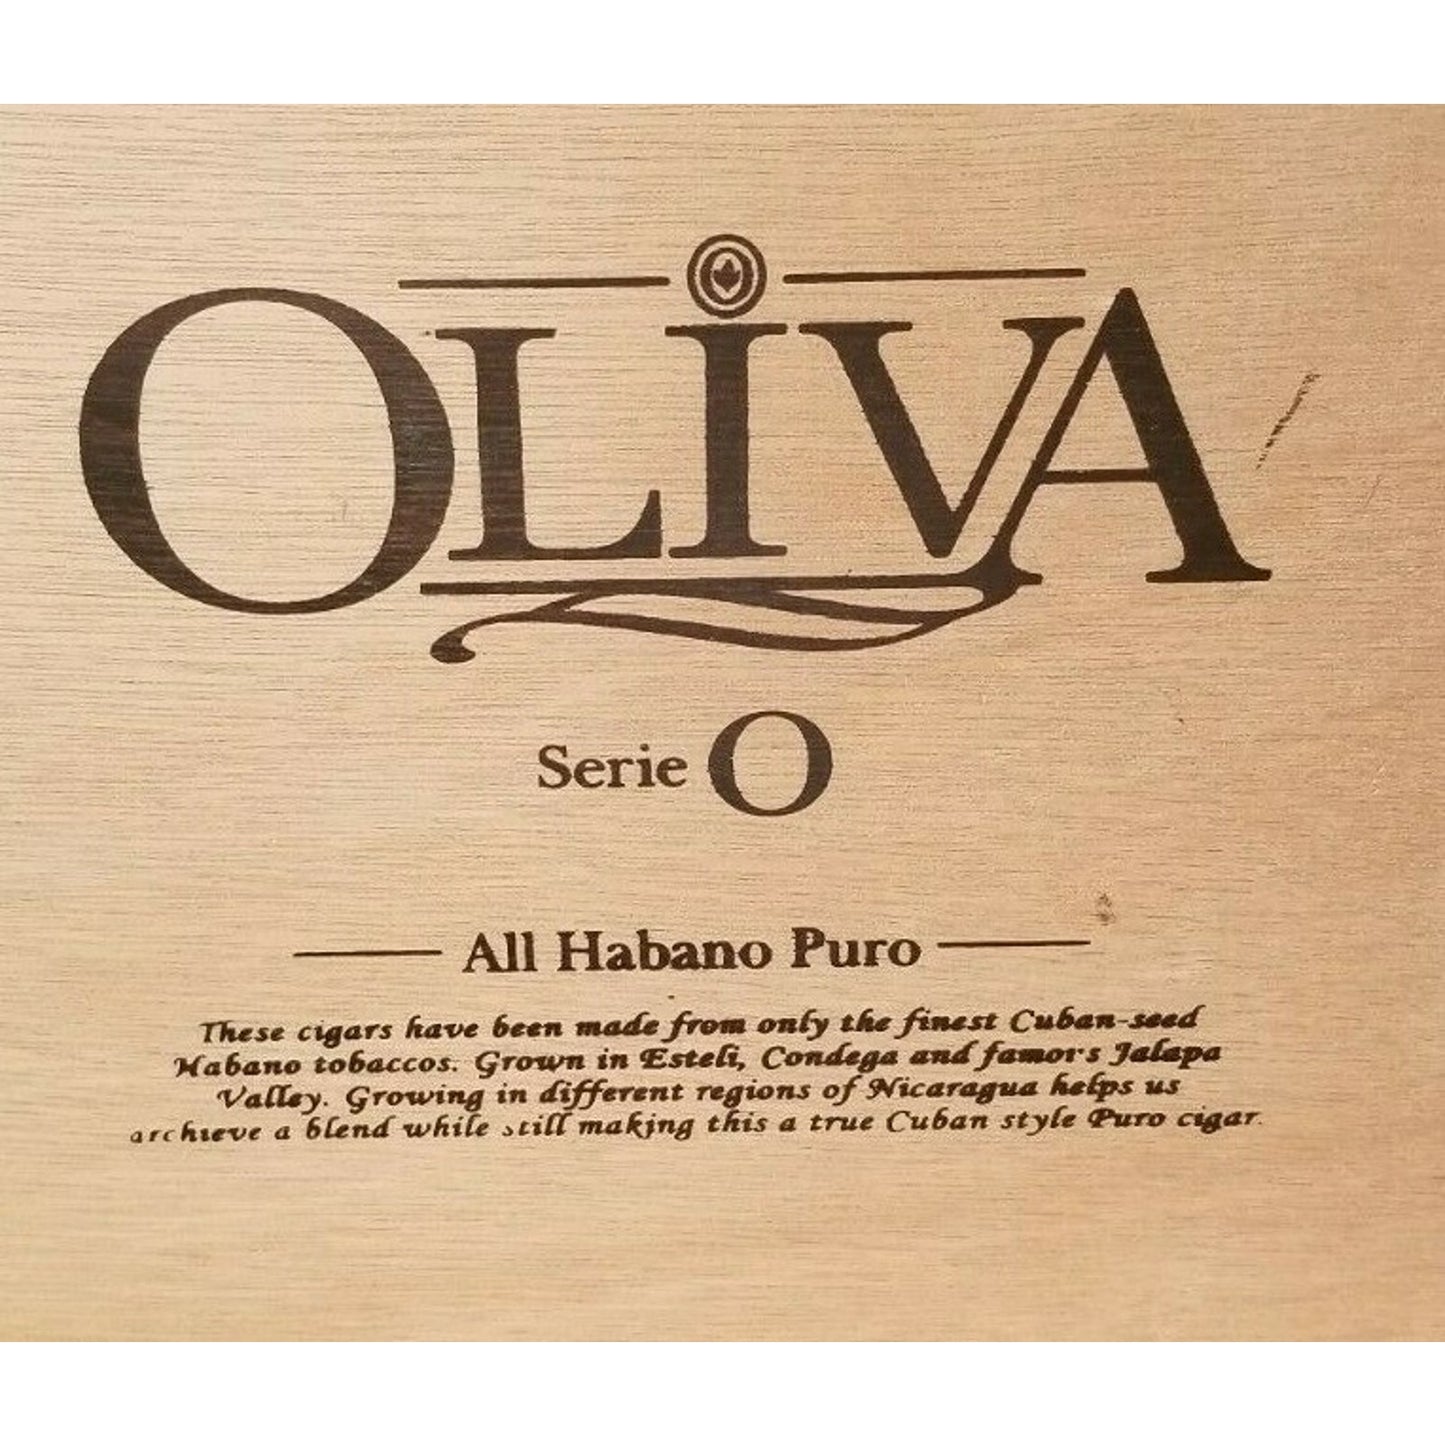 OLiVA
Serie O
All Habano Puro
These cigars have been made from only the finest Cuban-seed
Habano tobaccos. Grown in Esteli, Condega and famors Jalapa
Valley. Growing in different regions of Nicaragua helps us
archieve a blend while still making this a true Cuban style Puro cigar.